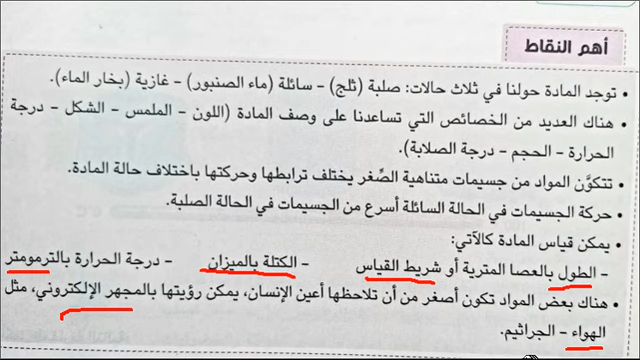 أهم النقاط
• توجد المادة حولنا في ثلاث حالات: صلبة (ثلج) – سائلة (ماء الصنبور) – غازية (بخار الماء).
• هناك العديد من الخصائص التي تساعدنا على وصف المادة (اللون – الملمس – الشكل – درجة
الحرارة – الحجم – درجة الصلابة).
• تتكوَّن المواد من جسيمات متناهية الصِّغر يختلف ترابطها وحركتها باختلاف حالة المادة.
• حركة الجسيمات في الحالة السائلة أسرع من الجسيمات في الحالة الصلبة.
• يمكن قياس المادة كالآتي:
– الطول بالعصا المترية أو شريط القياس – الكتلة بالميزان – درجة الحرارة بالترمومتر
• هناك بعض المواد تكون أصغر من أن تلاحظها أعين الإنسان، يمكن رؤيتها بالمجهر الإلكتروني، مثل
الهواء – الجراثيم.